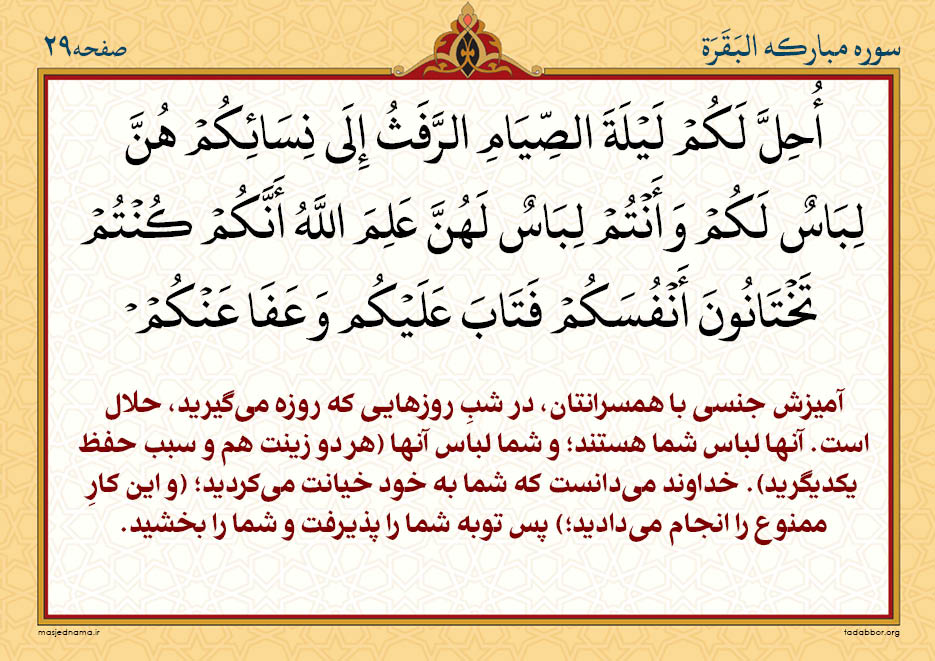 سوره مبارکه البَقَرَة
صفحه۲۹
أُحِلَّ لَكُمْ لَيْلَةَ الصِّيَامِ الرَّفَثُ إِلَى نِسَائِكُمْ هُنَّ
لِبَاسٌ لَكُمْ وَأَنْتُمْ لِبَاسٌ لَهُنَّ عَلِمَ اللَّهُ أَنَّكُمْ كُنْتُمْ
تَخْتَانُونَ أَنْفُسَكُمْ فَتَابَ عَلَيْكُم وَعَفَا عَنْكُمْ
آمیزش جنسی با همسرانتان، در شبِ روزهایی که روزه می‌گیرید، حلال
است. آنها لباس شما هستند؛ و شما لباس آنها (هر دو زینت هم و سبب حفظ
یکدیگرید). خداوند می‌دانست که شما به خود خیانت می‌کردید؛ (و این کارِ
ممنوع را انجام می‌دادید؛) پس توبه شما را پذیرفت و شما را بخشید.
masjednama.ir
tadabbor.org